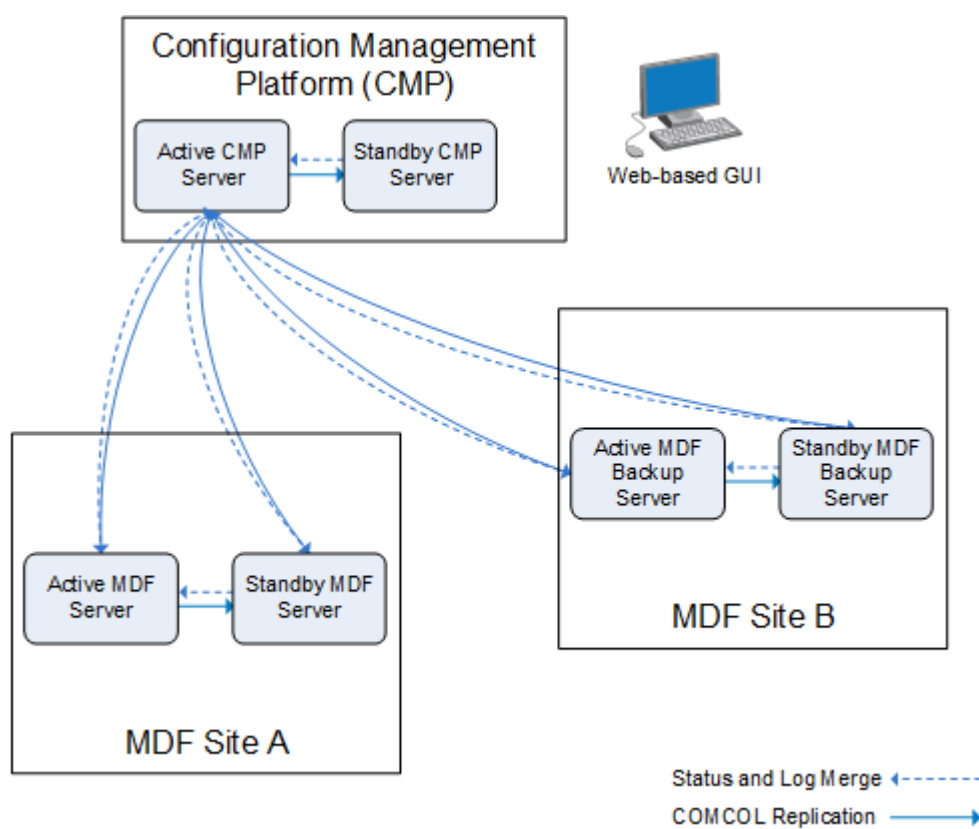 Configuration Management
Platform (CMP)
Active CMP
Server
Standby CMP
Server
Web-based GUI
Active MDF
Backup
Server
Standby MDF
Backup
Server
MDF Site B
Active MDF
Server
Standby MDF
Server
MDF Site A
Status and Log Merge
COMCOL Replication